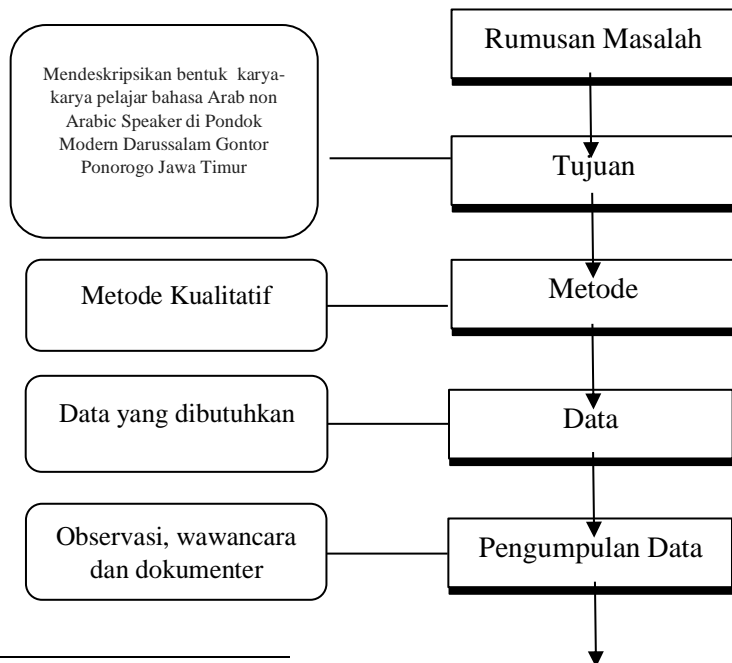 Rumusan Masalah
Mendeskripsikan bentuk karya-
karya pelajar bahasa Arab non
Arabic Speaker di Pondok
Modern Darussalam Gontor
Ponorogo Jawa Timur
Tujuan
Metode Kualitatif
Metode
Data yang dibutuhkan
Data
Observasi, wawancara
dan dokumenter
Pengumpulan Data